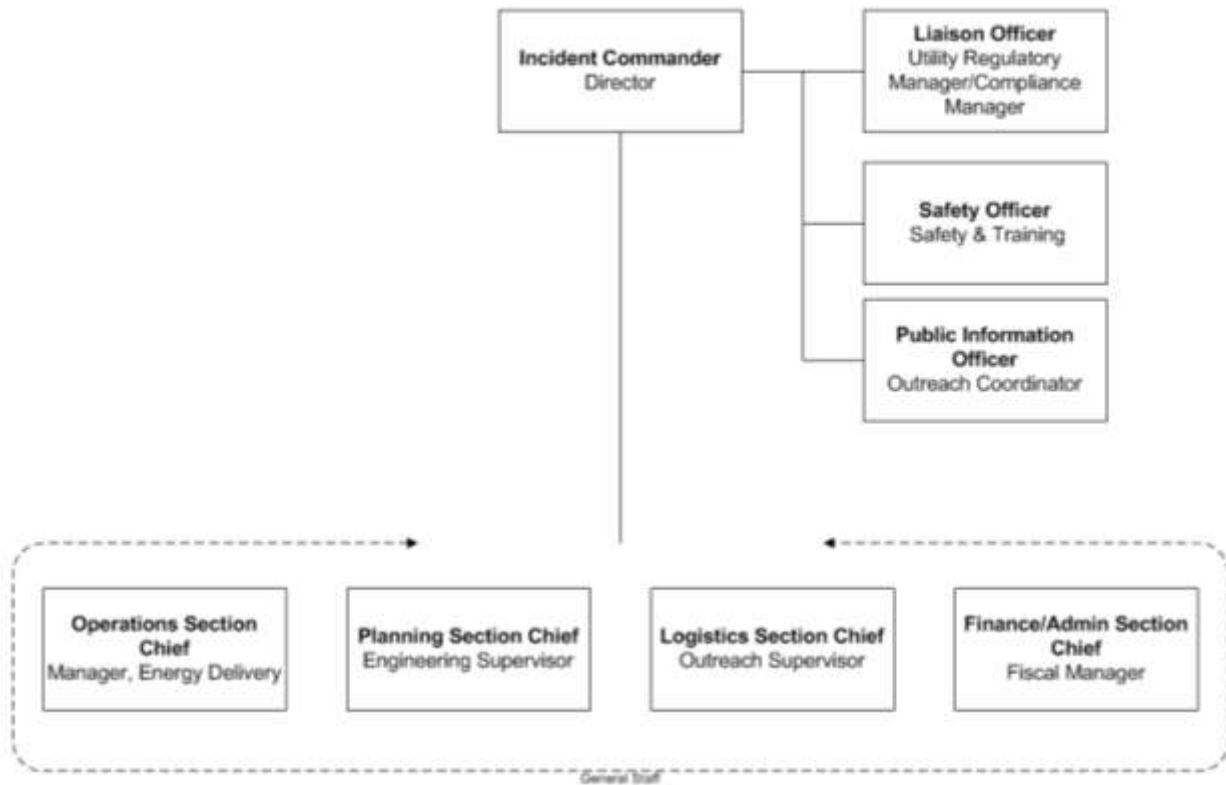 Incident Commander
Director
Liaison Officer
Utility Regulatory
Manager/Compliance
Manager
Safety Officer
Safety & Training
Public Information
Officer
Outreach Coordinator
Operations Section
Chief
Manager, Energy Delivery
Planning Section Chief
Engineering Supervisor
Logistics Section Chief
Outreach Supervisor
Finance/Admin Section
Chief
Fiscal Manager
General Staff